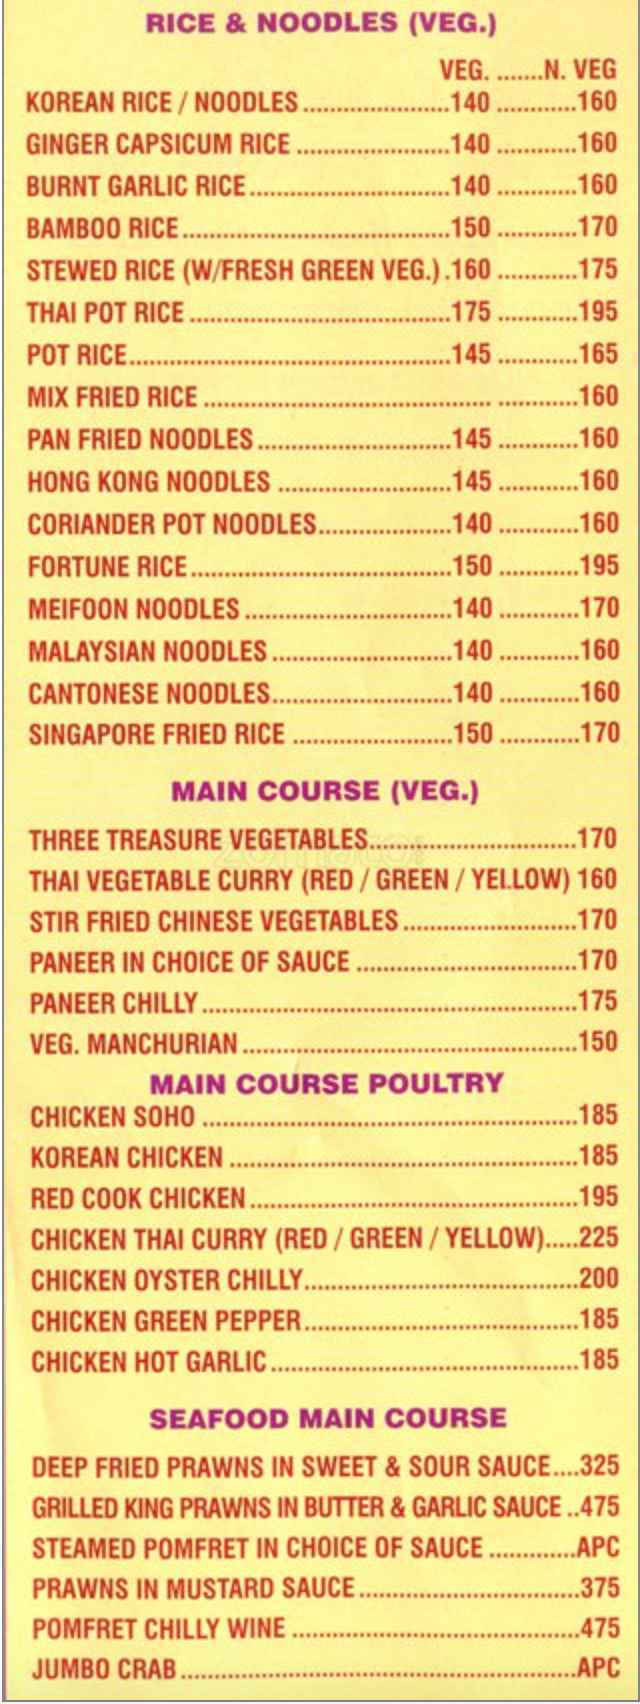 RICE & NOODLES (VEG.)
VEG. .......N. VEG
KOREAN RICE / NOODLES ......................140 ............160
GINGER CAPSICUM RICE .......................140 ............160
BURNT GARLIC RICE..............................140 ............160
BAMBOO RICE........................................150 ............170
STEWED RICE (W/FRESH GREEN VEG.) .160 ............175
THAI POT RICE .......................................175 ............195
POT RICE................................................145 ............165
MIX FRIED RICE ........................................... ............160
PAN FRIED NOODLES .............................145 ............160
HONG KONG NOODLES ..........................145 ............160
CORIANDER POT NOODLES....................140 ............160
FORTUNE RICE.......................................150 ............195
MEIFOON NOODLES ...............................140 ............170
MALAYSIAN NOODLES ...........................140 ............160
CANTONESE NOODLES...........................140 ............160
SINGAPORE FRIED RICE ........................150 ............170
MAIN COURSE (VEG.)
THREE TREASURE VEGETABLES...............................170
THAI VEGETABLE CURRY (RED / GREEN / YELLOW) 160
STIR FRIED CHINESE VEGETABLES ..........................170
PANEER IN CHOICE OF SAUCE .................................170
PANEER CHILLY........................................................175
VEG. MANCHURIAN ..................................................150
MAIN COURSE POULTRY
CHICKEN SOHO ........................................................185
KOREAN CHICKEN ....................................................185
RED COOK CHICKEN .................................................195
CHICKEN THAI CURRY (RED / GREEN / YELLOW).....225
CHICKEN OYSTER CHILLY.........................................200
CHICKEN GREEN PEPPER.........................................185
CHICKEN HOT GARLIC ..............................................185
SEAFOOD MAIN COURSE
DEEP FRIED PRAWNS IN SWEET & SOUR SAUCE....325
GRILLED KING PRAWNS IN BUTTER & GARLIC SAUCE ..475
STEAMED POMFRET IN CHOICE OF SAUCE .............APC
PRAWNS IN MUSTARD SAUCE .................................375
POMFRET CHILLY WINE ...........................................475
JUMBO CRAB ...........................................................APC
zomato